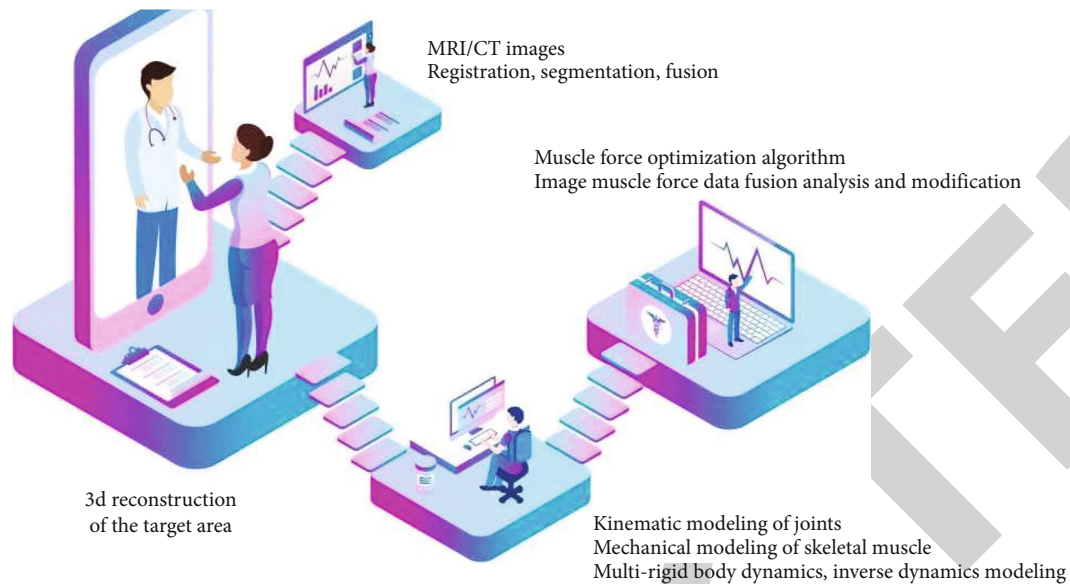 MRI/CT images
Registration, segmentation, fusion
Muscle force optimization algorithm
Image muscle force data fusion analysis and modification
3d reconstruction
of the target area
Kinematic modeling of joints
Mechanical modeling of skeletal muscle
Multi-rigid body dynamics, inverse dynamics modeling